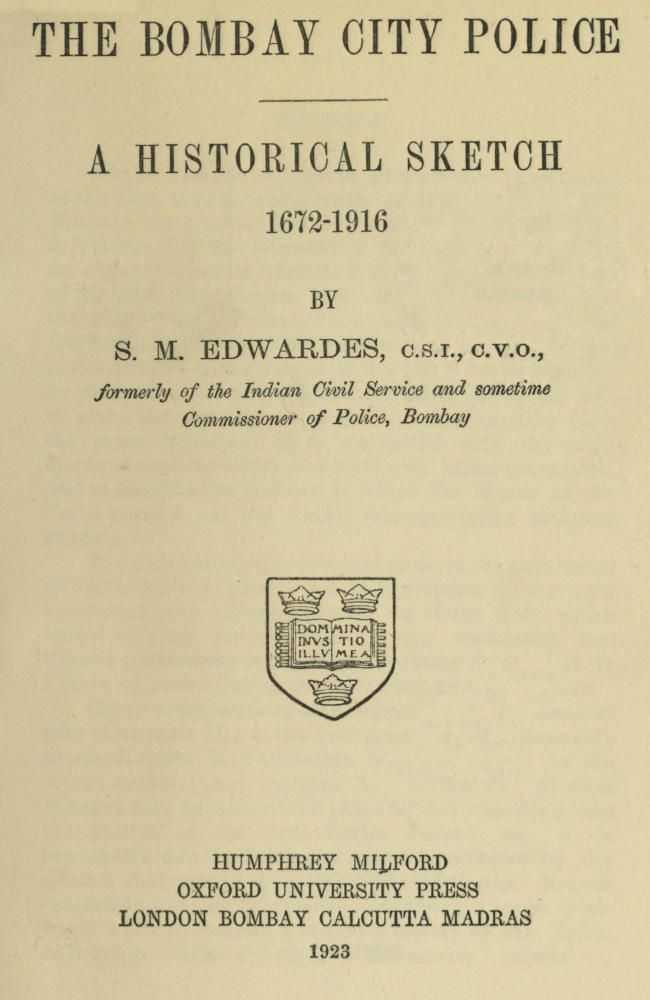 THE BOMBAY CITY POLICE
A HISTORICAL SKETCH
1672-1916
BY
S. M. EDWARDES, C.S.I., C.V.O.,
formerly of the Indian Civil Service and sometime
Commissioner of Police, Bombay
DOM MINA
INVS TIO
ILLV MEA
HUMPHREY MILFORD
OXFORD UNIVERSITY PRESS
LONDON BOMBAY CALCUTTA MADRAS
1923